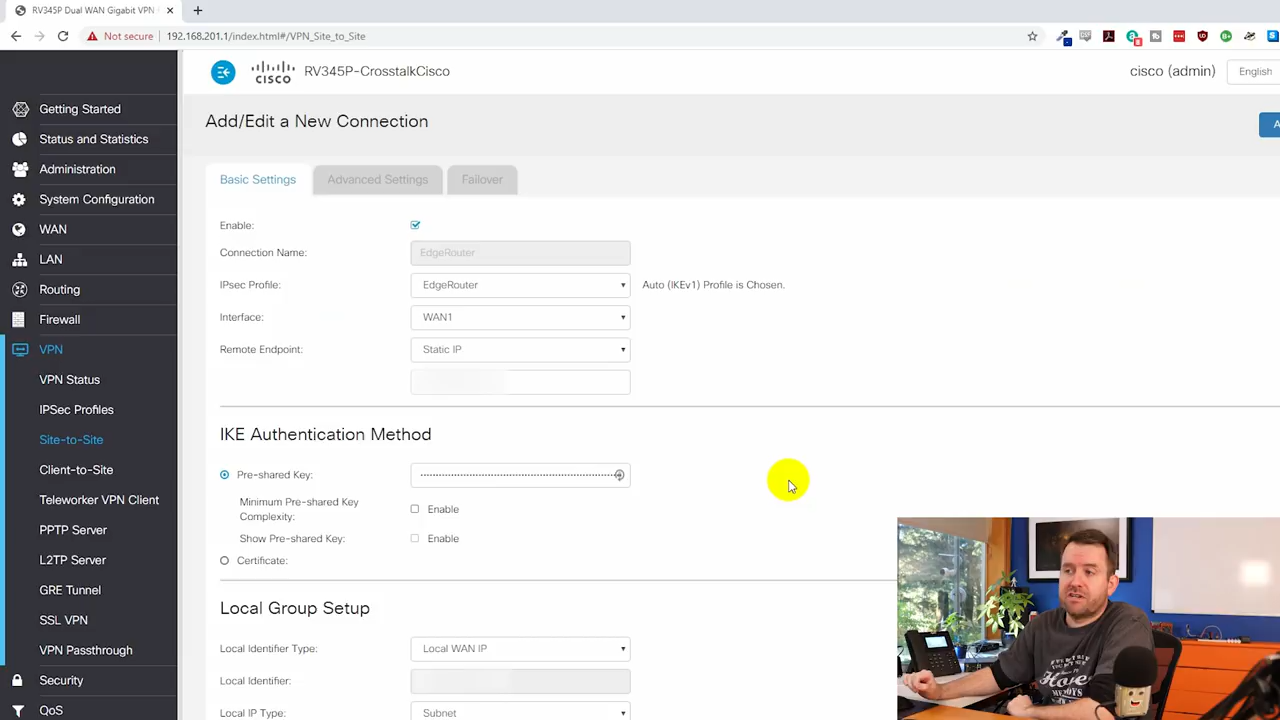 RV345P Dual WAN Gigabit VPN
Not secure
192.168.201.1/index.html#/VPN_Site_to_Site
cisco
RV345P-CrosstalkCisco
cisco (admin)
English
Getting Started
Status and Statistics
Administration
System Configuration
WAN
LAN
Routing
Firewall
VPN
VPN Status
IPSec Profiles
Site-to-Site
Client-to-Site
Teleworker VPN Client
PPTP Server
L2TP Server
GRE Tunnel
SSL VPN
VPN Passthrough
Security
QoS
Add/Edit a New Connection
A
Basic Settings
Advanced Settings
Failover
Enable:
Connection Name: EdgeRouter
IPsec Profile: EdgeRouter Auto (IKEv1) Profile is Chosen.
Interface: WAN1
Remote Endpoint: Static IP
IKE Authentication Method
Pre-shared Key:
Minimum Pre-shared Key
Complexity:
Enable
Show Pre-shared Key: Enable
Certificate:
Local Group Setup
Local Identifier Type: Local WAN IP
Local Identifier:
Local IP Type: Subnet